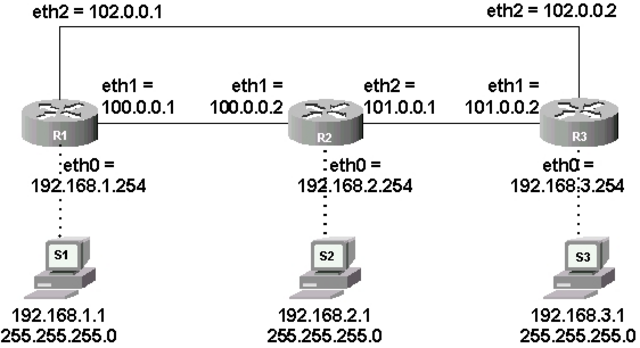 eth2 = 102.0.0.1
eth2 = 102.0.0.2
eth1 =
100.0.0.1
eth1 =
100.0.0.2
eth2 =
101.0.0.1
eth1 =
101.0.0.2
R1
R2
R3
eth0 =
192.168.1.254
eth0 =
192.168.2.254
eth0 =
192.168.3.254
S1
S2
S3
192.168.1.1
255.255.255.0
192.168.2.1
255.255.255.0
192.168.3.1
255.255.255.0